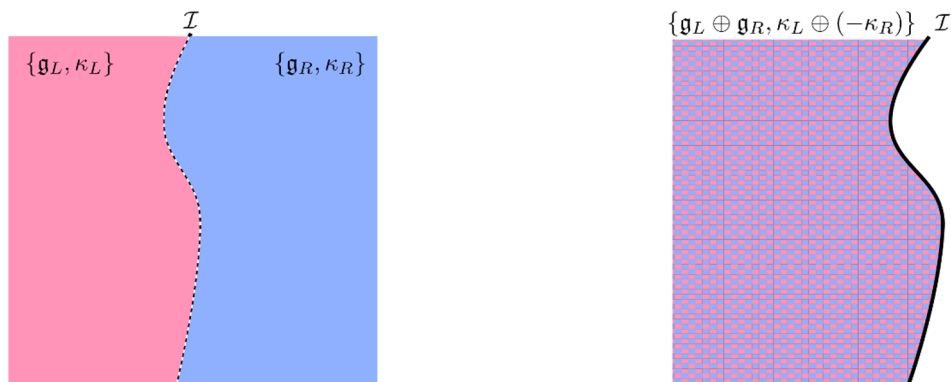 𝓘
{𝔤_L, κ_L}
{𝔤_R, κ_R}
{𝔤_L ⊕ 𝔤_R, κ_L ⊕ (−κ_R)} 𝓘